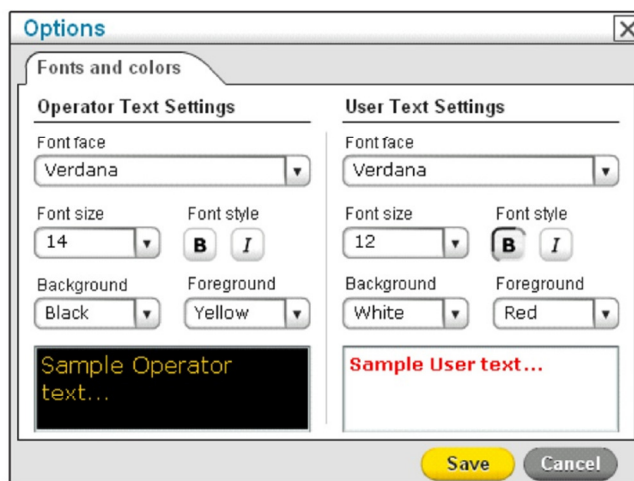 Options
Fonts and colors
Operator Text Settings
Font face
Verdana
Font size
Font style
14
B
I
Background
Foreground
Black
Yellow
Sample Operator
text...
User Text Settings
Font face
Verdana
Font size
Font style
12
B
I
Background
Foreground
White
Red
Sample User text...
Save
Cancel